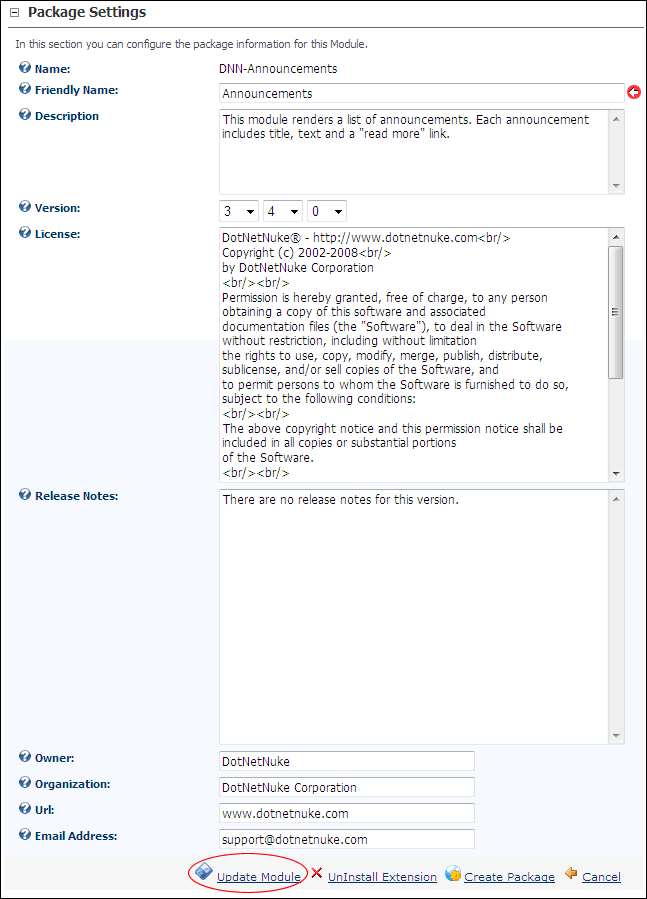 Package Settings
In this section you can configure the package information for this Module.
Name: DNN-Announcements
Friendly Name: Announcements
Description
This module renders a list of announcements. Each announcement
includes title, text and a "read more" link.
Version: 3 4 0
License:
DotNetNuke® - http://www.dotnetnuke.com<br/>
Copyright (c) 2002-2008<br/>
by DotNetNuke Corporation
<br/><br/>
Permission is hereby granted, free of charge, to any person
obtaining a copy of this software and associated
documentation files (the "Software"), to deal in the Software
without restriction, including without limitation
the rights to use, copy, modify, merge, publish, distribute,
sublicense, and/or sell copies of the Software, and
to permit persons to whom the Software is furnished to do so,
subject to the following conditions:
<br/><br/>
The above copyright notice and this permission notice shall be
included in all copies or substantial portions
of the Software.
<br/><br/>
Release Notes:
There are no release notes for this version.
Owner: DotNetNuke
Organization: DotNetNuke Corporation
Url: www.dotnetnuke.com
Email Address: support@dotnetnuke.com
Update Module UnInstall Extension Create Package Cancel